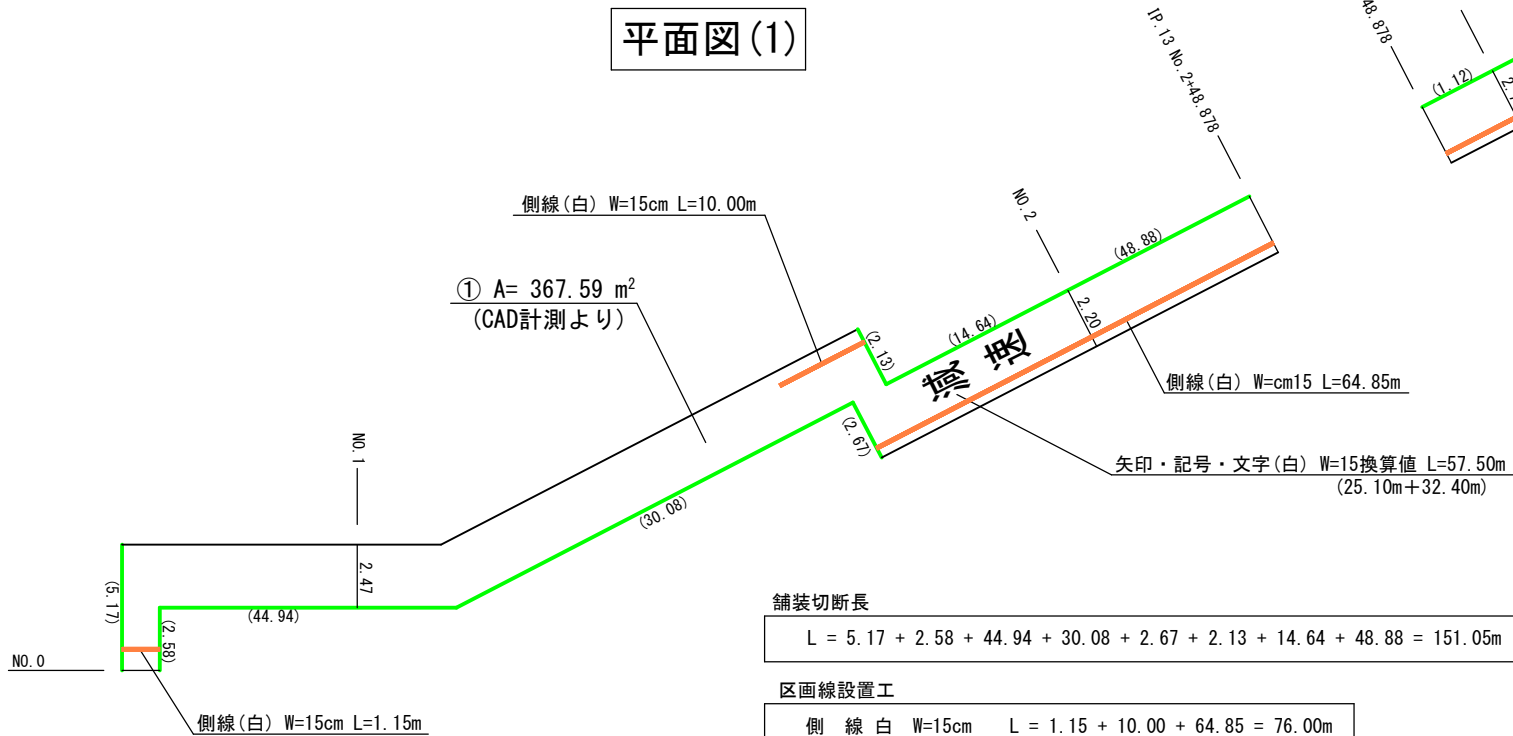 平面図(1)
IP.13 No.2+48.878
48.878
(1.12)
2.
側線(白) W=15cm L=10.00m
NO.2
(48.88)
① A= 367.59 m²
(CAD計測より)
(2.13)
(14.64)
2.20
減速
側線(白) W=cm15 L=64.85m
(2.67)
矢印・記号・文字(白) W=15換算値 L=57.50m
(25.10m+32.40m)
NO.1
(30.08)
2.47
(5.17)
(44.94)
(2.58)
NO.0
側線(白) W=15cm L=1.15m
舗装切断長
L = 5.17 + 2.58 + 44.94 + 30.08 + 2.67 + 2.13 + 14.64 + 48.88 = 151.05m
区画線設置工
側 線 白 W=15cm L = 1.15 + 10.00 + 64.85 = 76.00m